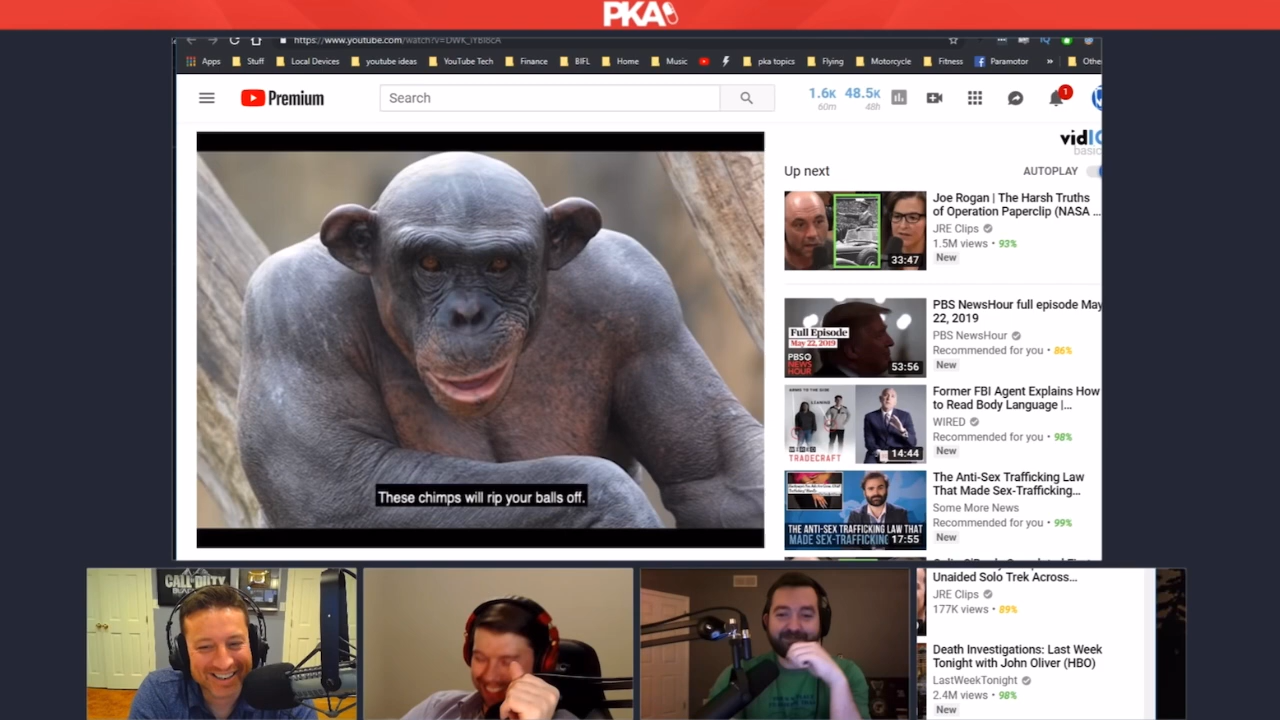 PKA
https://www.youtube.com/watch?v=DWK_iYBl8cA
Apps Stuff Local Devices youtube ideas YouTube Tech Finance BIFL Home Music pka topics Flying Motorcycle Fitness Paramotor » Othe
Premium
Search
1.6K 48.5K
60m 48h
1
vidIQ
basic
Up next
AUTOPLAY
Joe Rogan | The Harsh Truths
of Operation Paperclip (NASA ...
JRE Clips
1.5M views • 93%
New
33:47
PBS NewsHour full episode May
22, 2019
PBS NewsHour
Recommended for you • 86%
New
Full Episode
May 22, 2019
PBSO
NEWS
HOUR
53:56
Former FBI Agent Explains How
to Read Body Language |...
WIRED
Recommended for you • 98%
New
TRADECRAFT
14:44
The Anti-Sex Trafficking Law
That Made Sex-Trafficking...
Some More News
Recommended for you • 99%
New
THE ANTI-SEX TRAFFICKING LAW THAT
MADE SEX-TRAFFICKING
17:55
These chimps will rip your balls off.
Unaided Solo Trek Across...
JRE Clips
177K views • 89%
Death Investigations: Last Week
Tonight with John Oliver (HBO)
LastWeekTonight
2.4M views • 98%
New
CALL OF DUTY